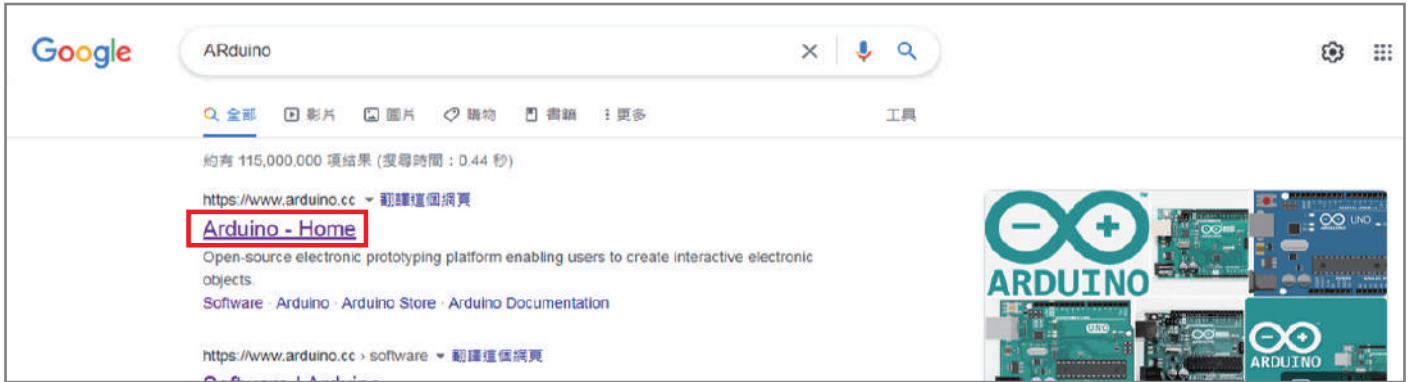 Google ARduino
全部 影片 圖片 購物 書籍 更多 工具
約有 115,000,000 項結果 (搜尋時間：0.44 秒)
https://www.arduino.cc 翻譯這個網頁
Arduino - Home
Open-source electronic prototyping platform enabling users to create interactive electronic
objects.
Software · Arduino · Arduino Store · Arduino Documentation
https://www.arduino.cc › software 翻譯這個網頁
Software | Arduino
ARDUINO
UNO
UNO
ARDUINO